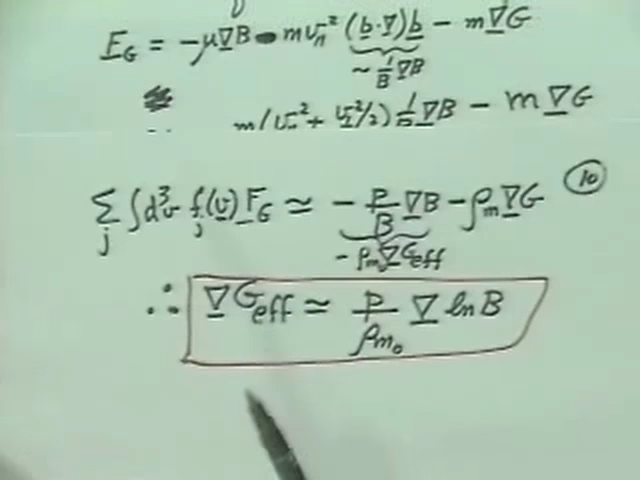 F_G = -μ∇B - m v_∥² (b·∇)b - m∇G
~ 1/B ∇B
m(v_∥² + v_⊥²/2) 1/B ∇B - m∇G
∑_j ∫d³v f_j(v) F_G ≃ - P/B ∇B - ρ_m ∇G ⑩
- ρ_m ∇G_eff
∴ ∇G_eff ≃ P/ρ_m₀ ∇ ln B